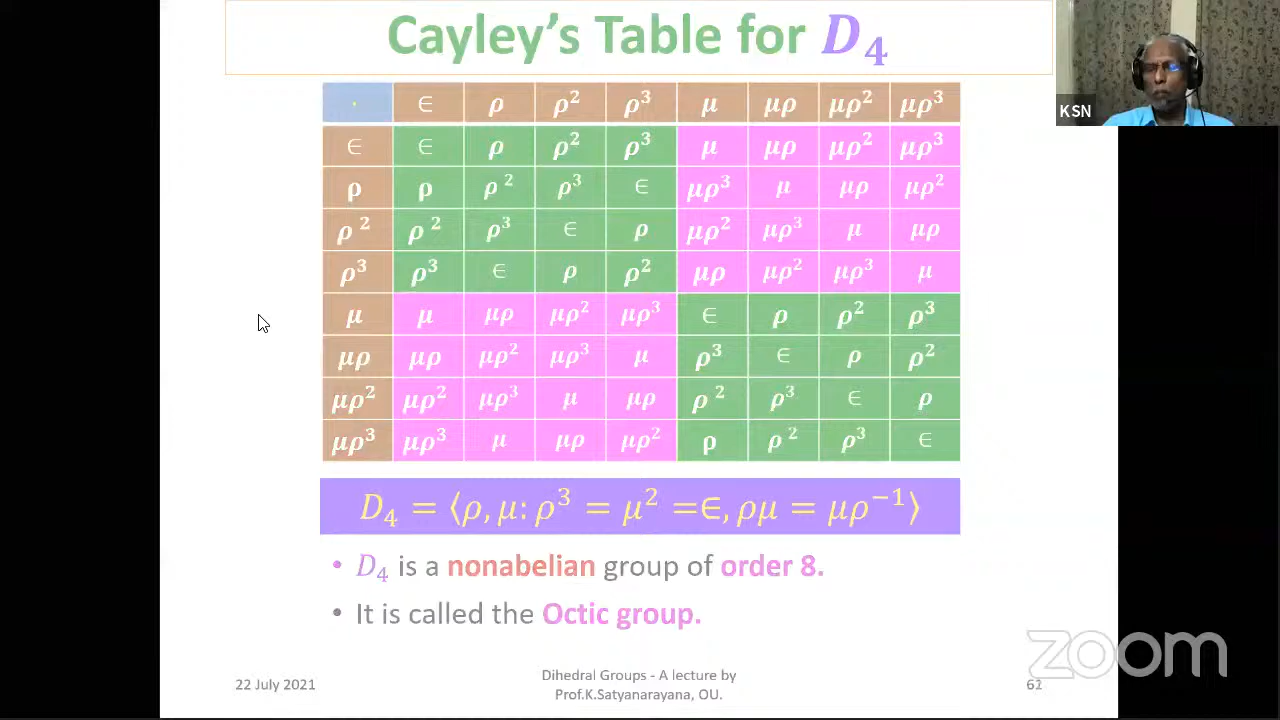 Cayley's Table for D₄
KSN
· ∈ ρ ρ² ρ³ μ μρ μρ² μρ³
∈ ∈ ρ ρ² ρ³ μ μρ μρ² μρ³
ρ ρ ρ² ρ³ ∈ μρ³ μ μρ μρ²
ρ² ρ² ρ³ ∈ ρ μρ² μρ³ μ μρ
ρ³ ρ³ ∈ ρ ρ² μρ μρ² μρ³ μ
μ μ μρ μρ² μρ³ ∈ ρ ρ² ρ³
μρ μρ μρ² μρ³ μ ρ³ ∈ ρ ρ²
μρ² μρ² μρ³ μ μρ ρ² ρ³ ∈ ρ
μρ³ μρ³ μ μρ μρ² ρ ρ² ρ³ ∈
D₄ = ⟨ρ, μ: ρ³ = μ² =∈, ρμ = μρ⁻¹⟩
• D₄ is a nonabelian group of order 8.
• It is called the Octic group.
zoom
22 July 2021
Dihedral Groups - A lecture by
Prof.K.Satyanarayana, OU.